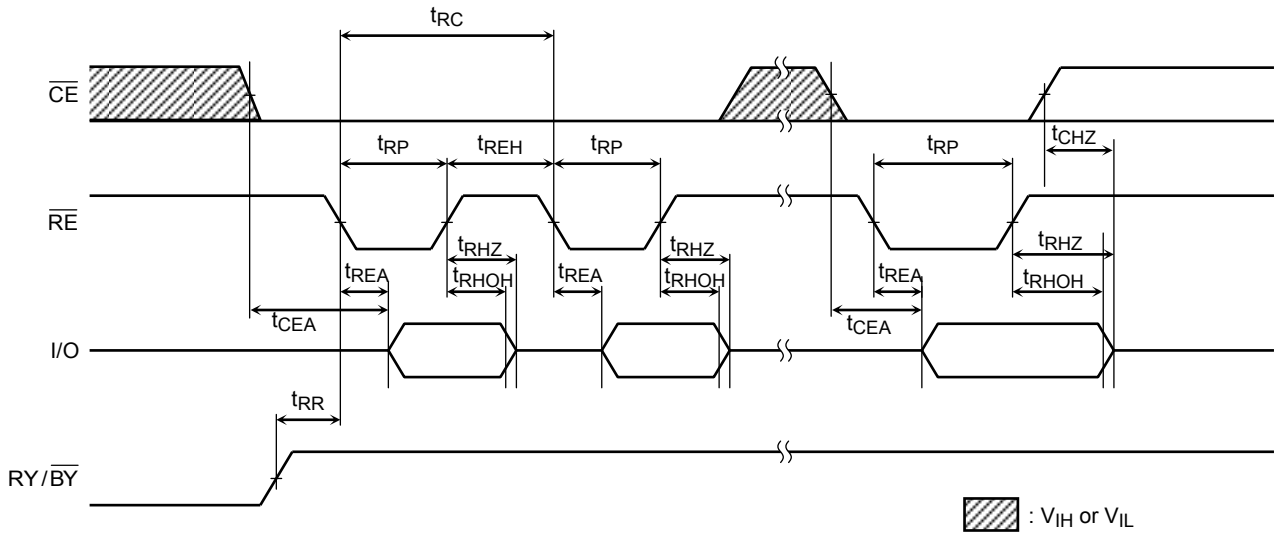 tRC
CE
tRP tREH tRP tRP tCHZ
RE
tRHZ tRHZ tRHZ
tREA tRHOH tREA tRHOH tREA tRHOH
tCEA tCEA
I/O
tRR
RY/BY
: VIH or VIL